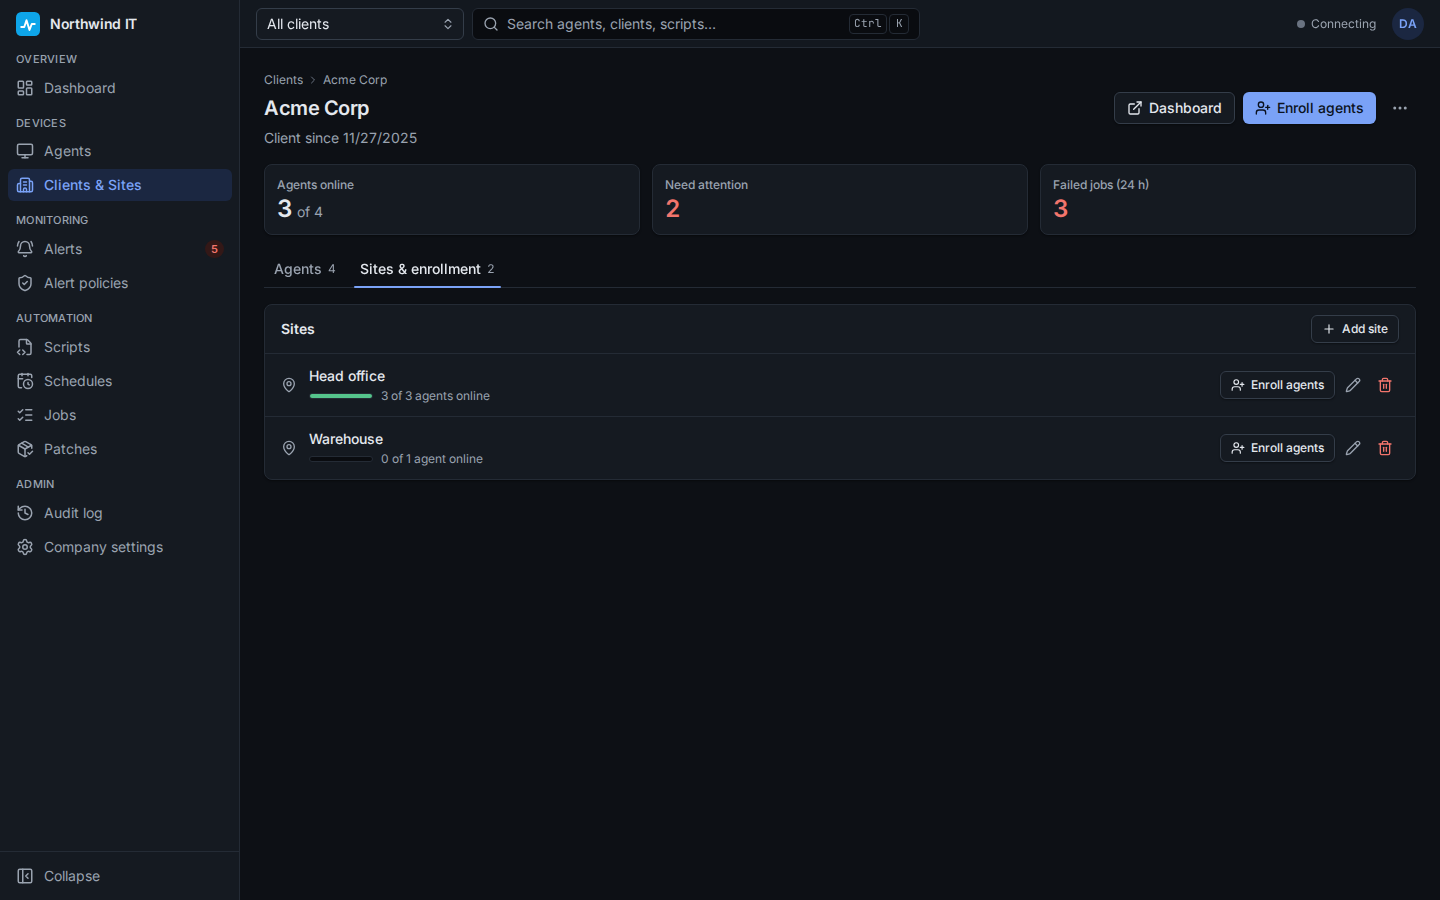 Northwind IT
OVERVIEW
Dashboard
DEVICES
Agents
Clients & Sites
MONITORING
Alerts 5
Alert policies
AUTOMATION
Scripts
Schedules
Jobs
Patches
ADMIN
Audit log
Company settings
Collapse
All clients
Search agents, clients, scripts... Ctrl K
Connecting DA
Clients Acme Corp
Acme Corp
Client since 11/27/2025
Dashboard Enroll agents
Agents online
3 of 4
Need attention
2
Failed jobs (24 h)
3
Agents 4 Sites & enrollment 2
Sites Add site
Head office
3 of 3 agents online
Enroll agents
Warehouse
0 of 1 agent online
Enroll agents